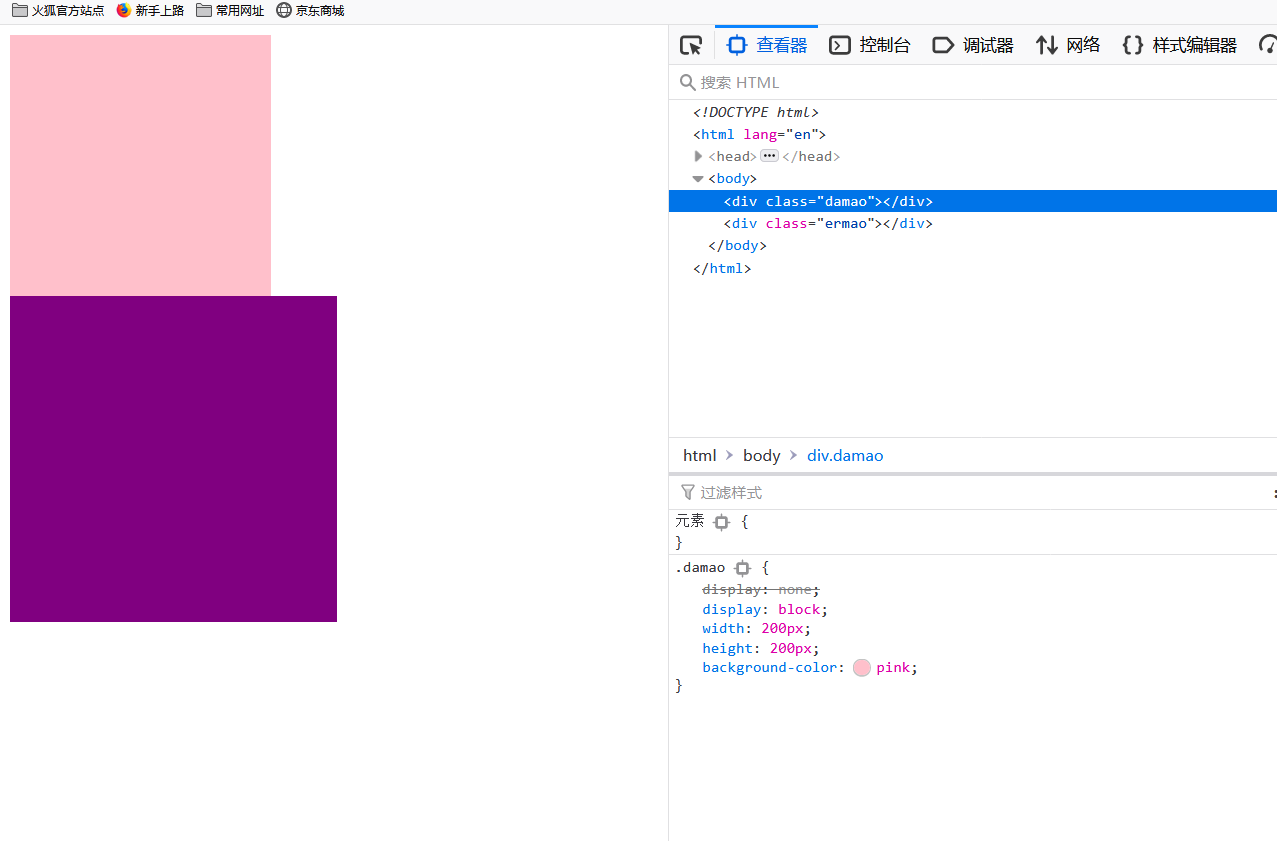 火狐官方站点 新手上路 常用网址 京东商城
查看器 控制台 调试器 网络 {} 样式编辑器
搜索 HTML
<!DOCTYPE html>
<html lang="en">
<head>···</head>
<body>
<div class="damao"></div>
<div class="ermao"></div>
</body>
</html>
html > body > div.damao
过滤样式
元素 {
}
.damao {
display: none;
display: block;
width: 200px;
height: 200px;
background-color: pink;
}